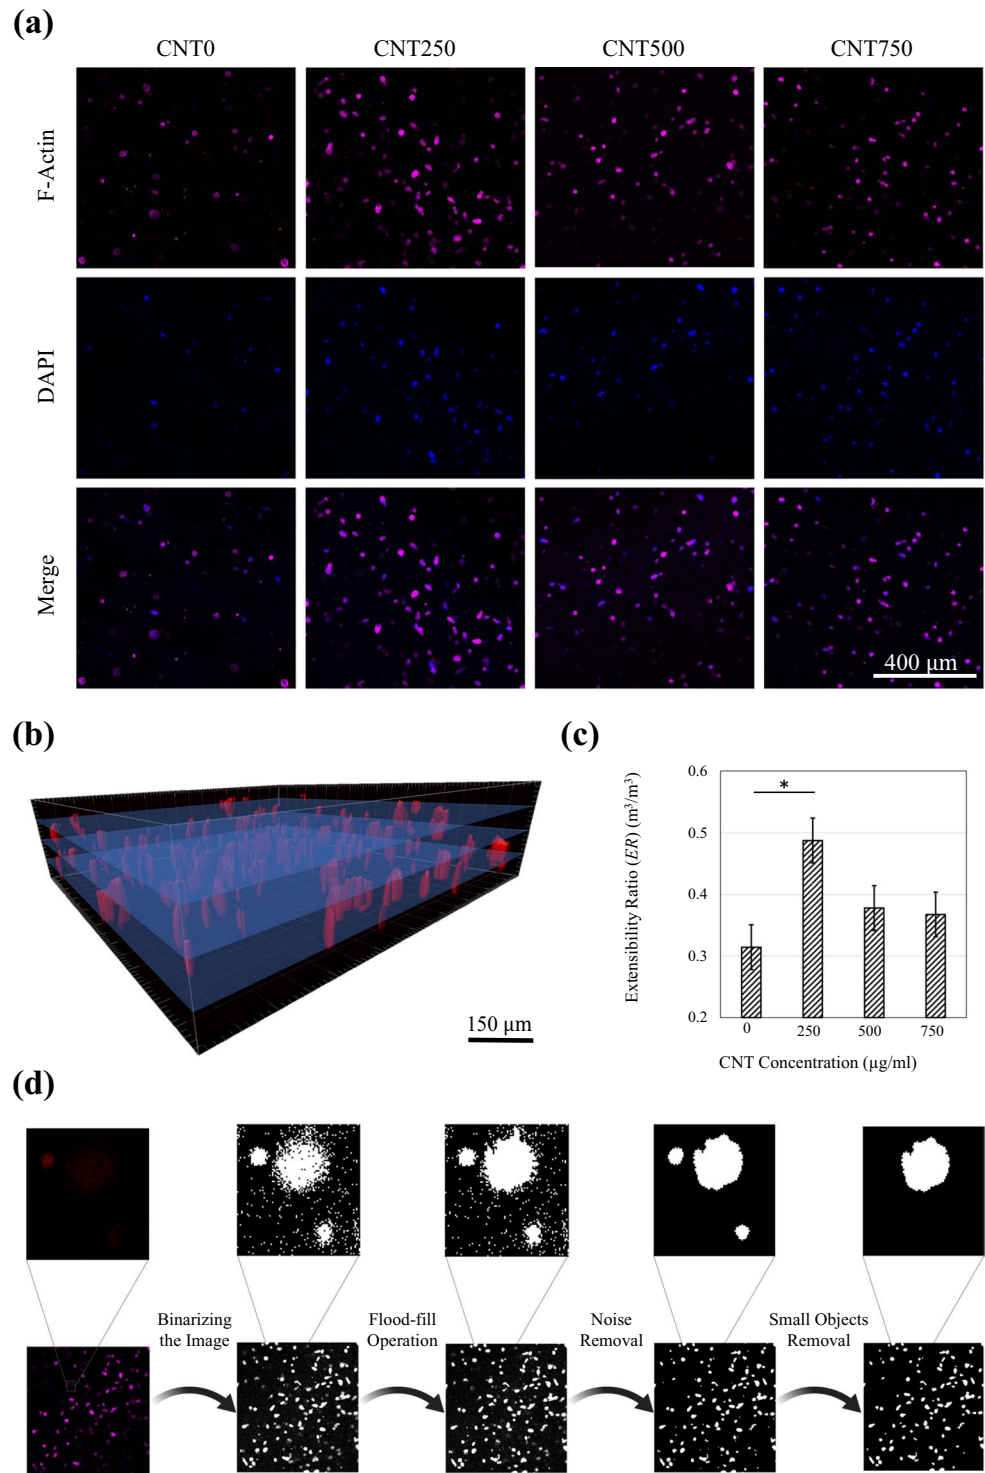 (a)
CNT0 CNT250 CNT500 CNT750
F-Actin
DAPI
Merge
400 μm
(b)
150 μm
(c)
Extensibility Ratio (ER) (m³/m³)
0.6
0.5
0.4
0.3
0.2
*
0 250 500 750
CNT Concentration (μg/ml)
(d)
Binarizing
the Image
Flood-fill
Operation
Noise
Removal
Small Objects
Removal